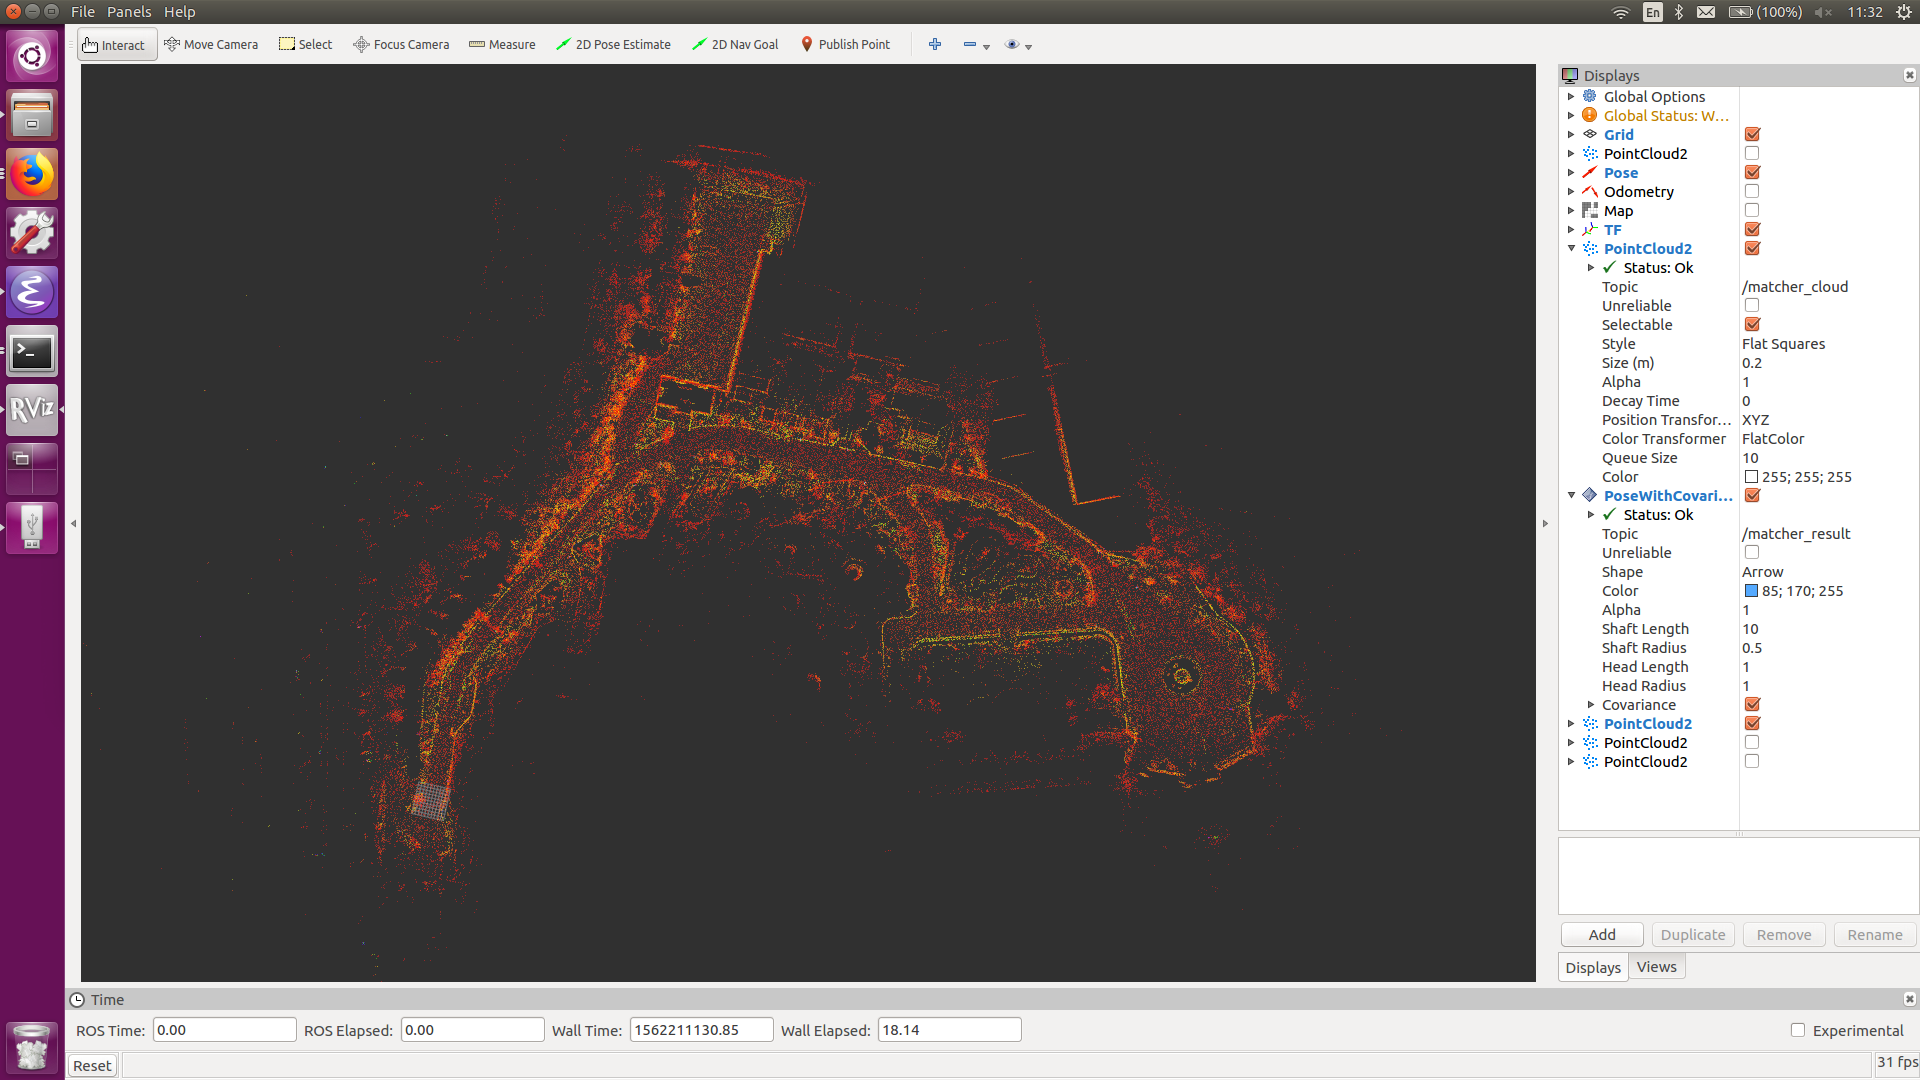 File Panels Help
En (100%) 11:32
Interact Move Camera Select Focus Camera Measure 2D Pose Estimate 2D Nav Goal Publish Point
Displays
Global Options
Global Status: W...
Grid
PointCloud2
Pose
Odometry
Map
TF
PointCloud2
Status: Ok
Topic /matcher_cloud
Unreliable
Selectable
Style Flat Squares
Size (m) 0.2
Alpha 1
Decay Time 0
Position Transfor... XYZ
Color Transformer FlatColor
Queue Size 10
Color 255; 255; 255
PoseWithCovari...
Status: Ok
Topic /matcher_result
Unreliable
Shape Arrow
Color 85; 170; 255
Alpha 1
Shaft Length 10
Shaft Radius 0.5
Head Length 1
Head Radius 1
Covariance
PointCloud2
PointCloud2
PointCloud2
Add Duplicate Remove Rename
Displays Views
RViz
Time
ROS Time: 0.00 ROS Elapsed: 0.00 Wall Time: 1562211130.85 Wall Elapsed: 18.14 Experimental
Reset 31 fps